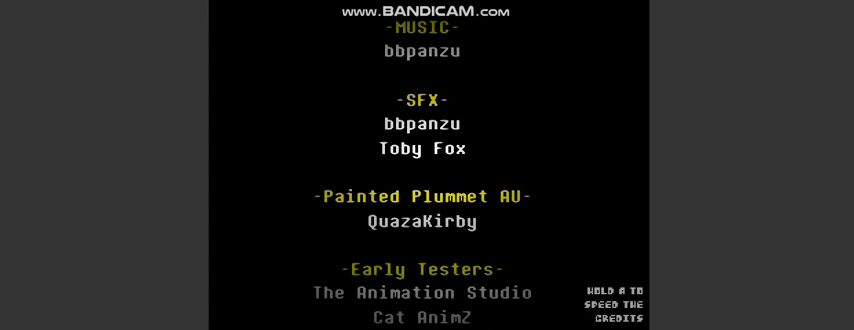 www.BANDICAM.com
-MUSIC-
bbpanzu
-SFX-
bbpanzu
Toby Fox
-Painted Plummet AU-
QuazaKirby
-Early Testers-
The Animation Studio
Cat AnimZ
HOLD A TO
SPEED THE
CREDITS